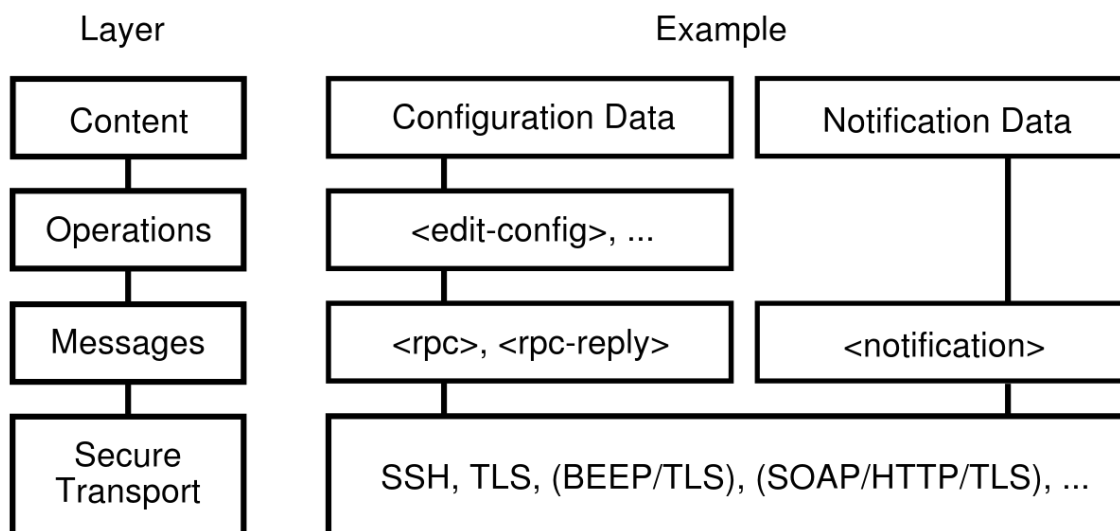 Layer
Example
Content
Configuration Data
Notification Data
Operations
<edit-config>, ...
Messages
<rpc>, <rpc-reply>
<notification>
Secure
Transport
SSH, TLS, (BEEP/TLS), (SOAP/HTTP/TLS), ...